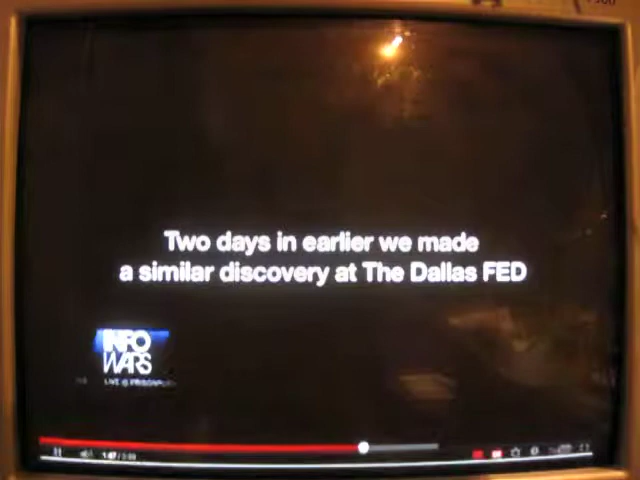 Two days in earlier we made
a similar discovery at The Dallas FED
INFO
WARS